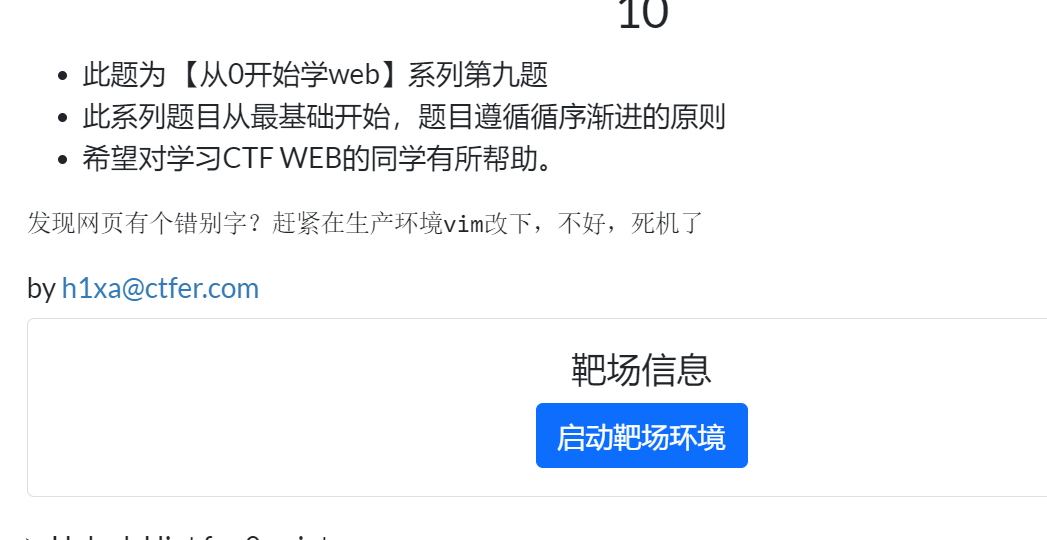 10
此题为 【从0开始学web】系列第九题
此系列题目从最基础开始，题目遵循循序渐进的原则
希望对学习CTF WEB的同学有所帮助。
发现网页有个错别字？赶紧在生产环境vim改下，不好，死机了
by h1xa@ctfer.com
靶场信息
启动靶场环境